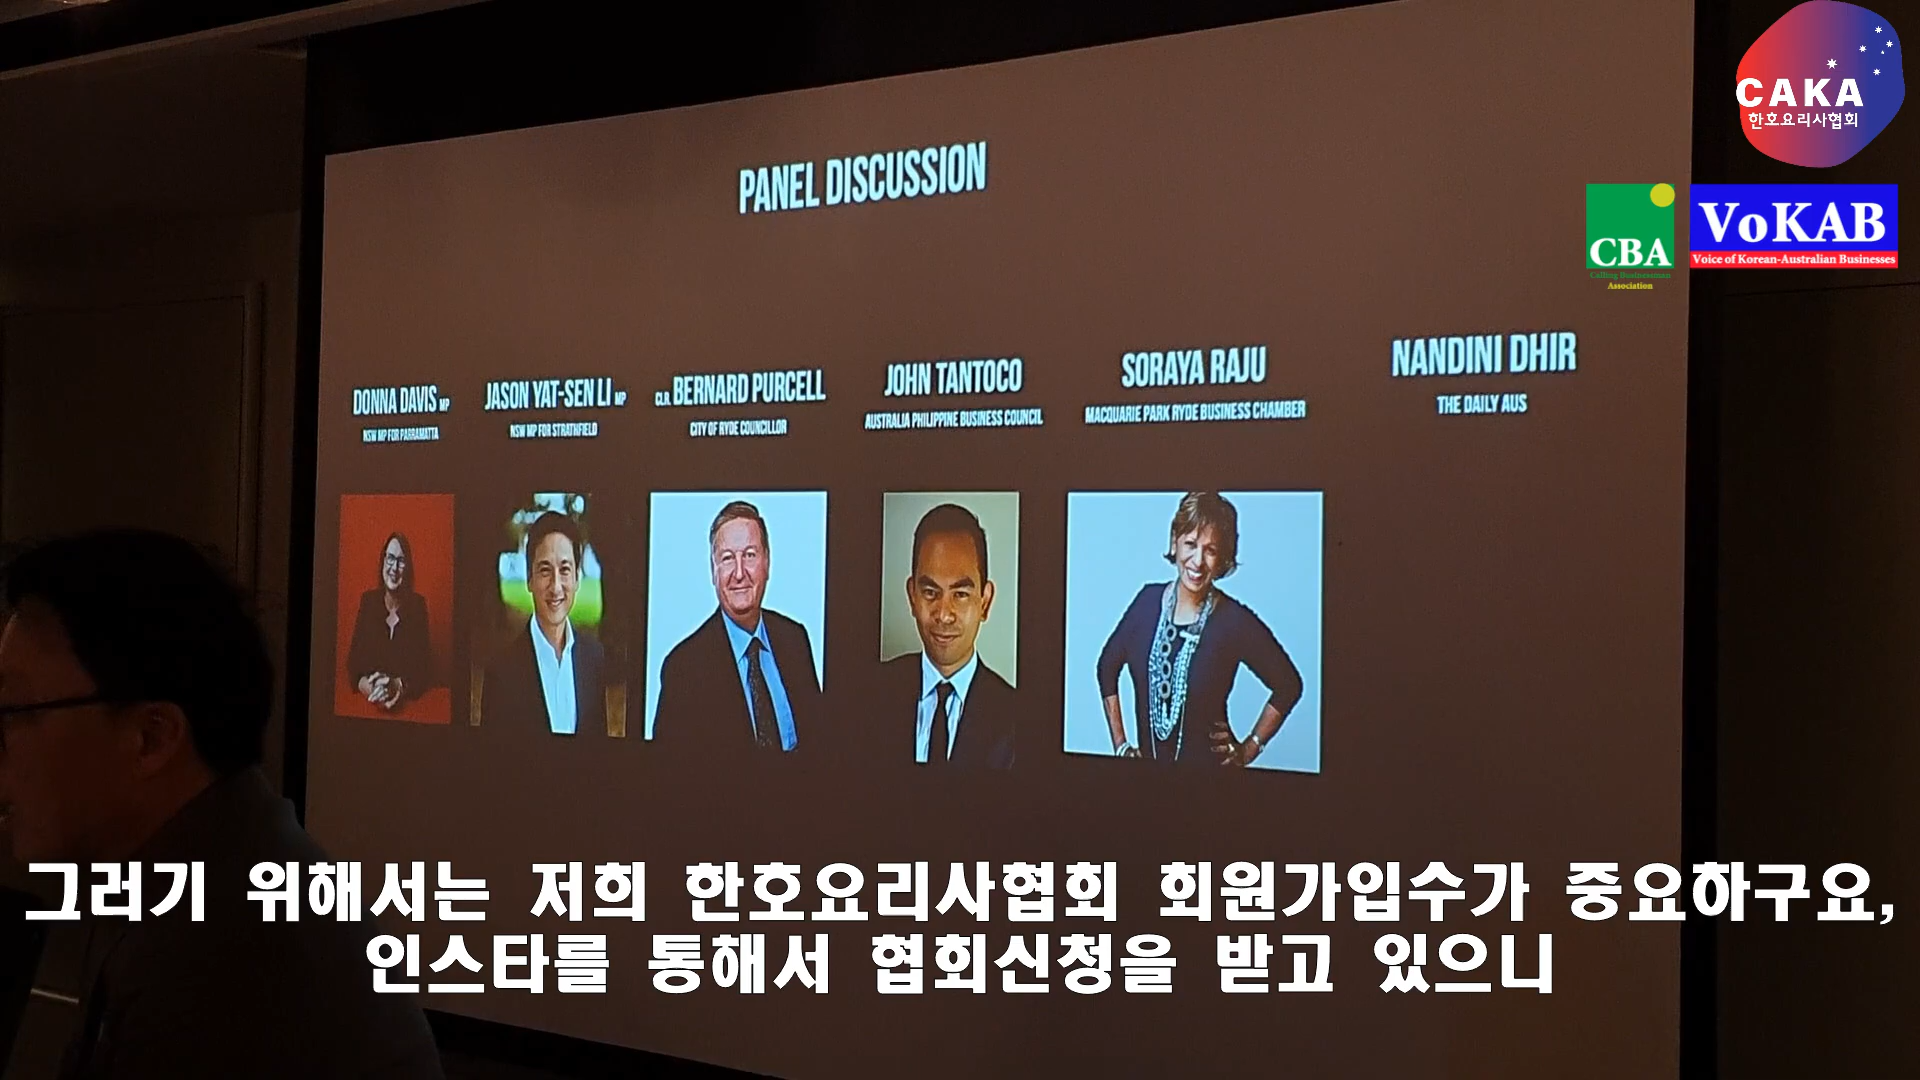 PANEL DISCUSSION
DONNA DAVIS MP
NSW MP FOR PARRAMATTA
JASON YAT-SEN LI MP
NSW MP FOR STRATHFIELD
CLR. BERNARD PURCELL
CITY OF RYDE COUNCILLOR
JOHN TANTOCO
AUSTRALIA PHILIPPINE BUSINESS COUNCIL
SORAYA RAJU
MACQUARIE PARK RYDE BUSINESS CHAMBER
NANDINI DHIR
THE DAILY AUS
CAKA
한호요리사협회
CBA
Calling Businessman
Association
VoKAB
Voice of Korean-Australian Businesses
그러기 위해서는 저희 한호요리사협회 회원가입수가 중요하구요,
인스타를 통해서 협회신청을 받고 있으니